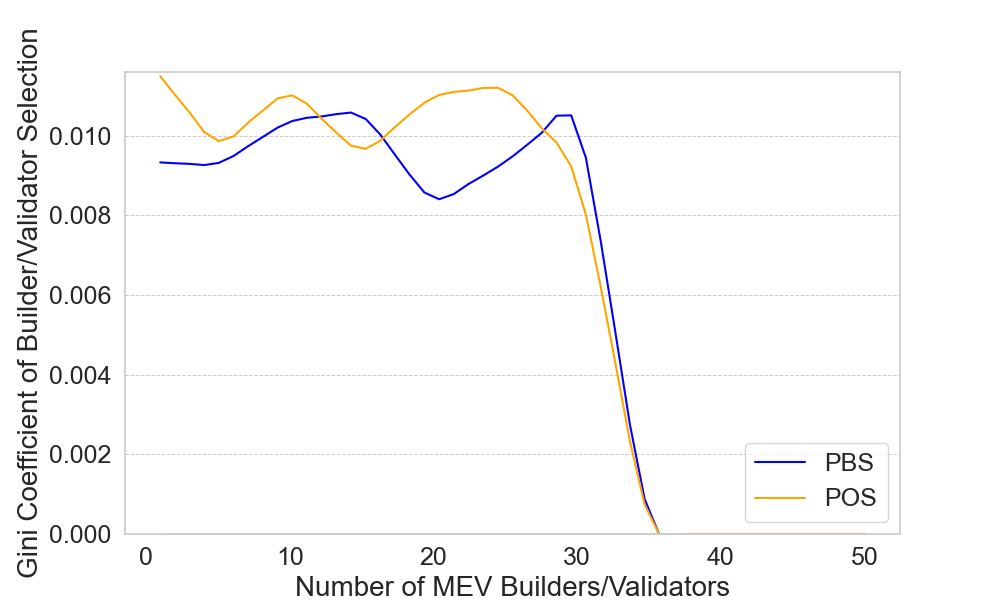 Gini Coefficient of Builder/Validator Selection
0.010
0.008
0.006
0.004
0.002
0.000
0 10 20 30 40 50
Number of MEV Builders/Validators
PBS
POS